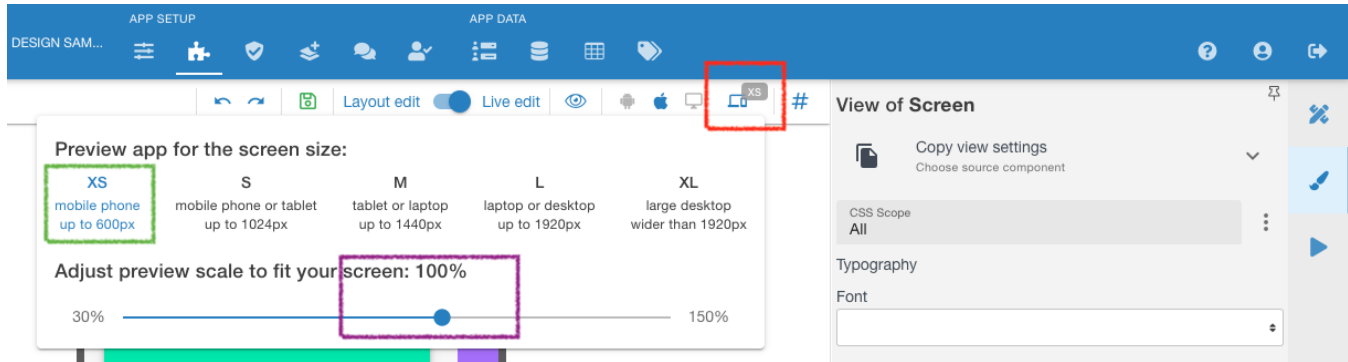 APP SETUP
APP DATA
DESIGN SAM...
Layout edit
Live edit
XS
#
View of Screen
Copy view settings
Choose source component
Preview app for the screen size:
XS
mobile phone
up to 600px
S
mobile phone or tablet
up to 1024px
M
tablet or laptop
up to 1440px
L
laptop or desktop
up to 1920px
XL
large desktop
wider than 1920px
Adjust preview scale to fit your screen: 100%
30%
150%
CSS Scope
All
Typography
Font